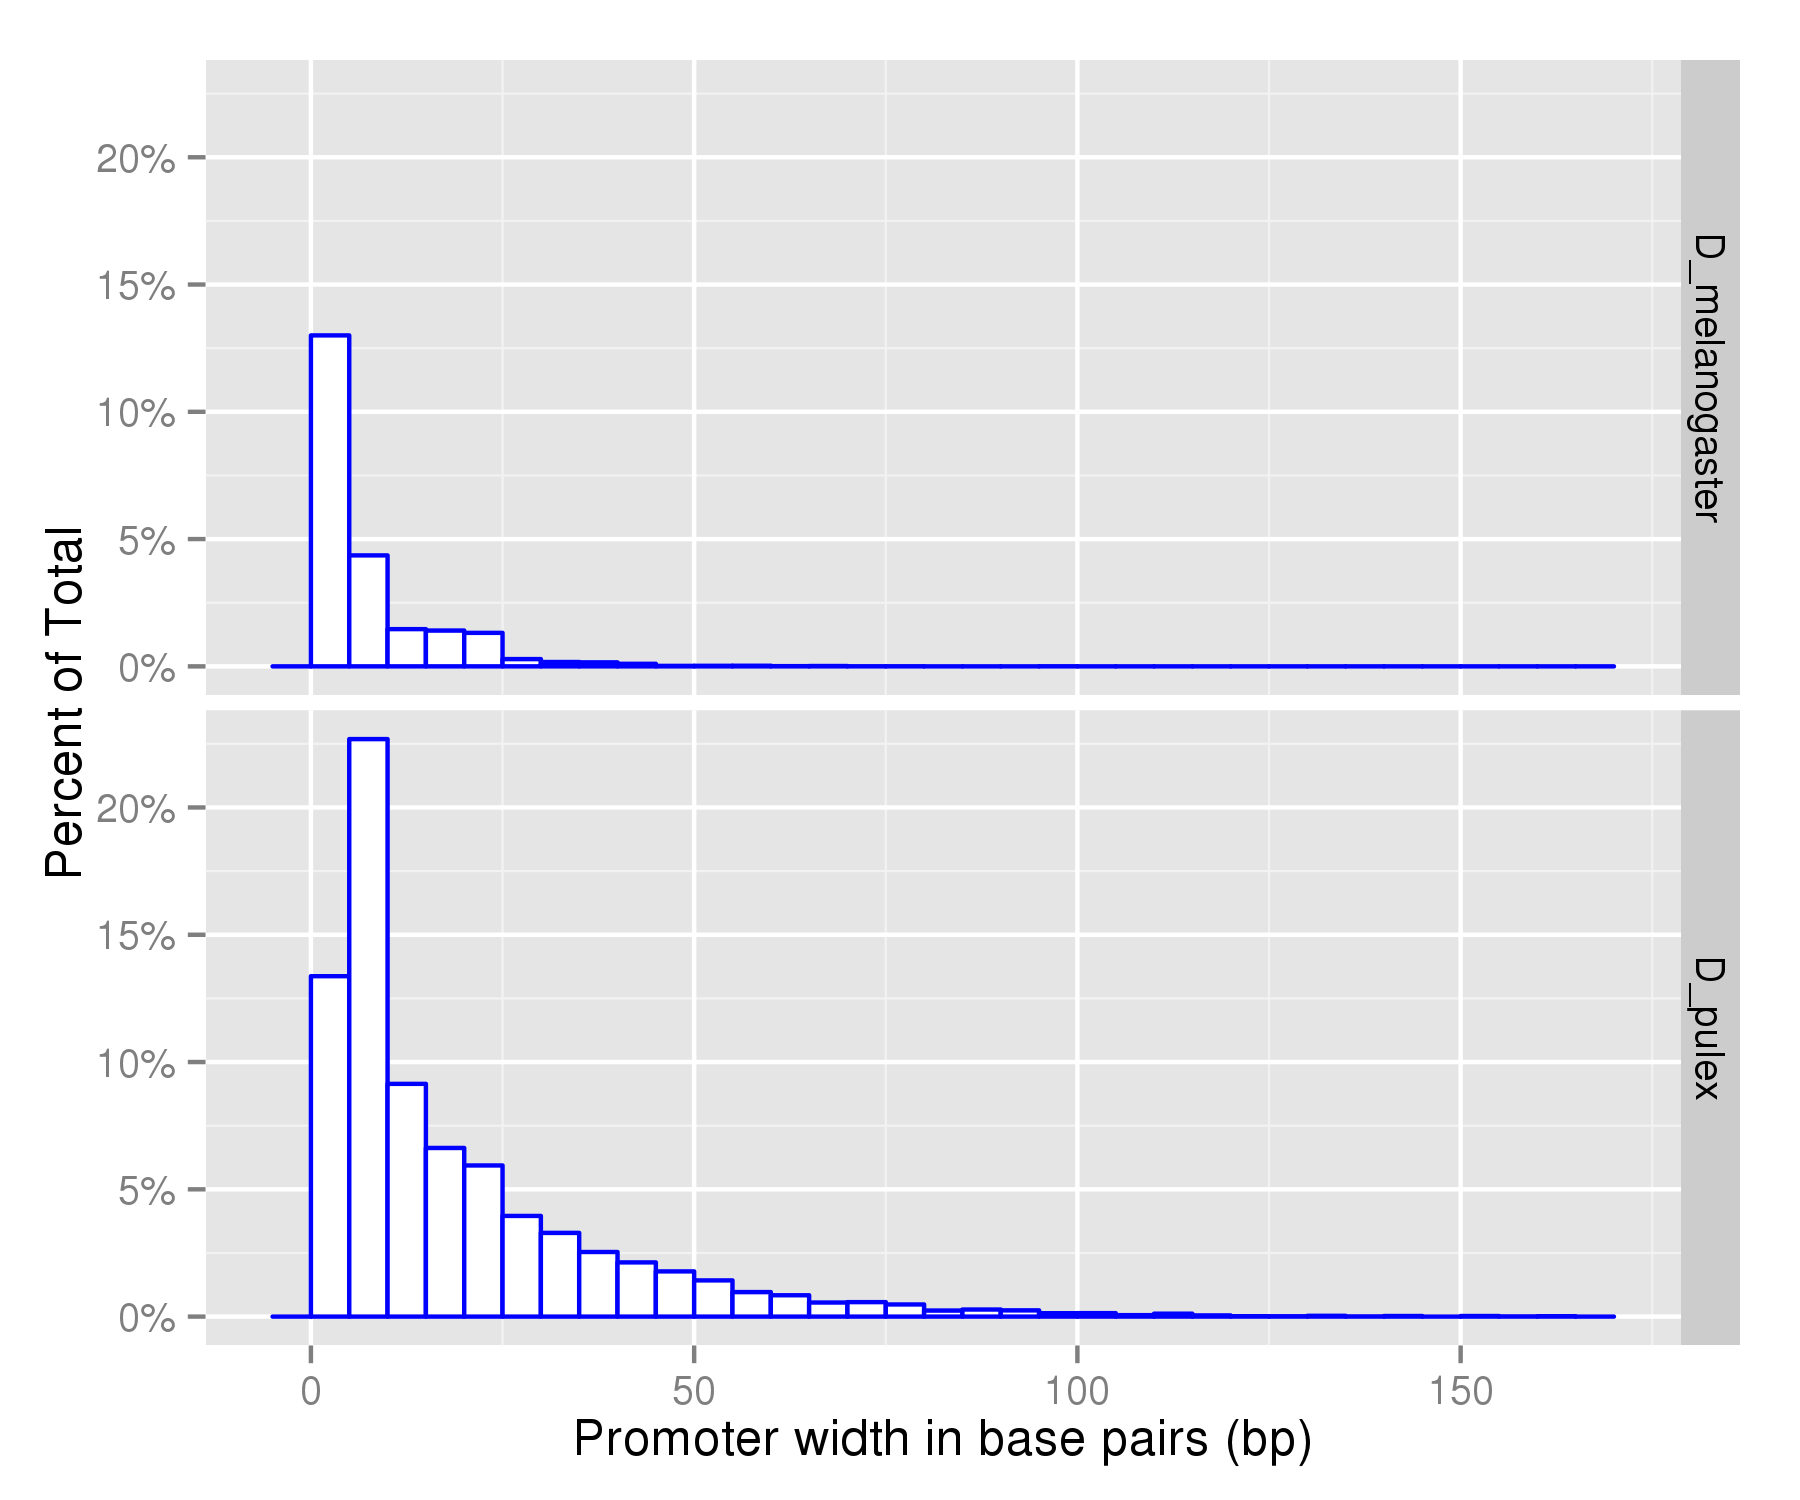 20%
15%
10%
5%
0%
D_melanogaster
Percent of Total
20%
15%
10%
5%
0%
D_pulex
0 50 100 150
Promoter width in base pairs (bp)